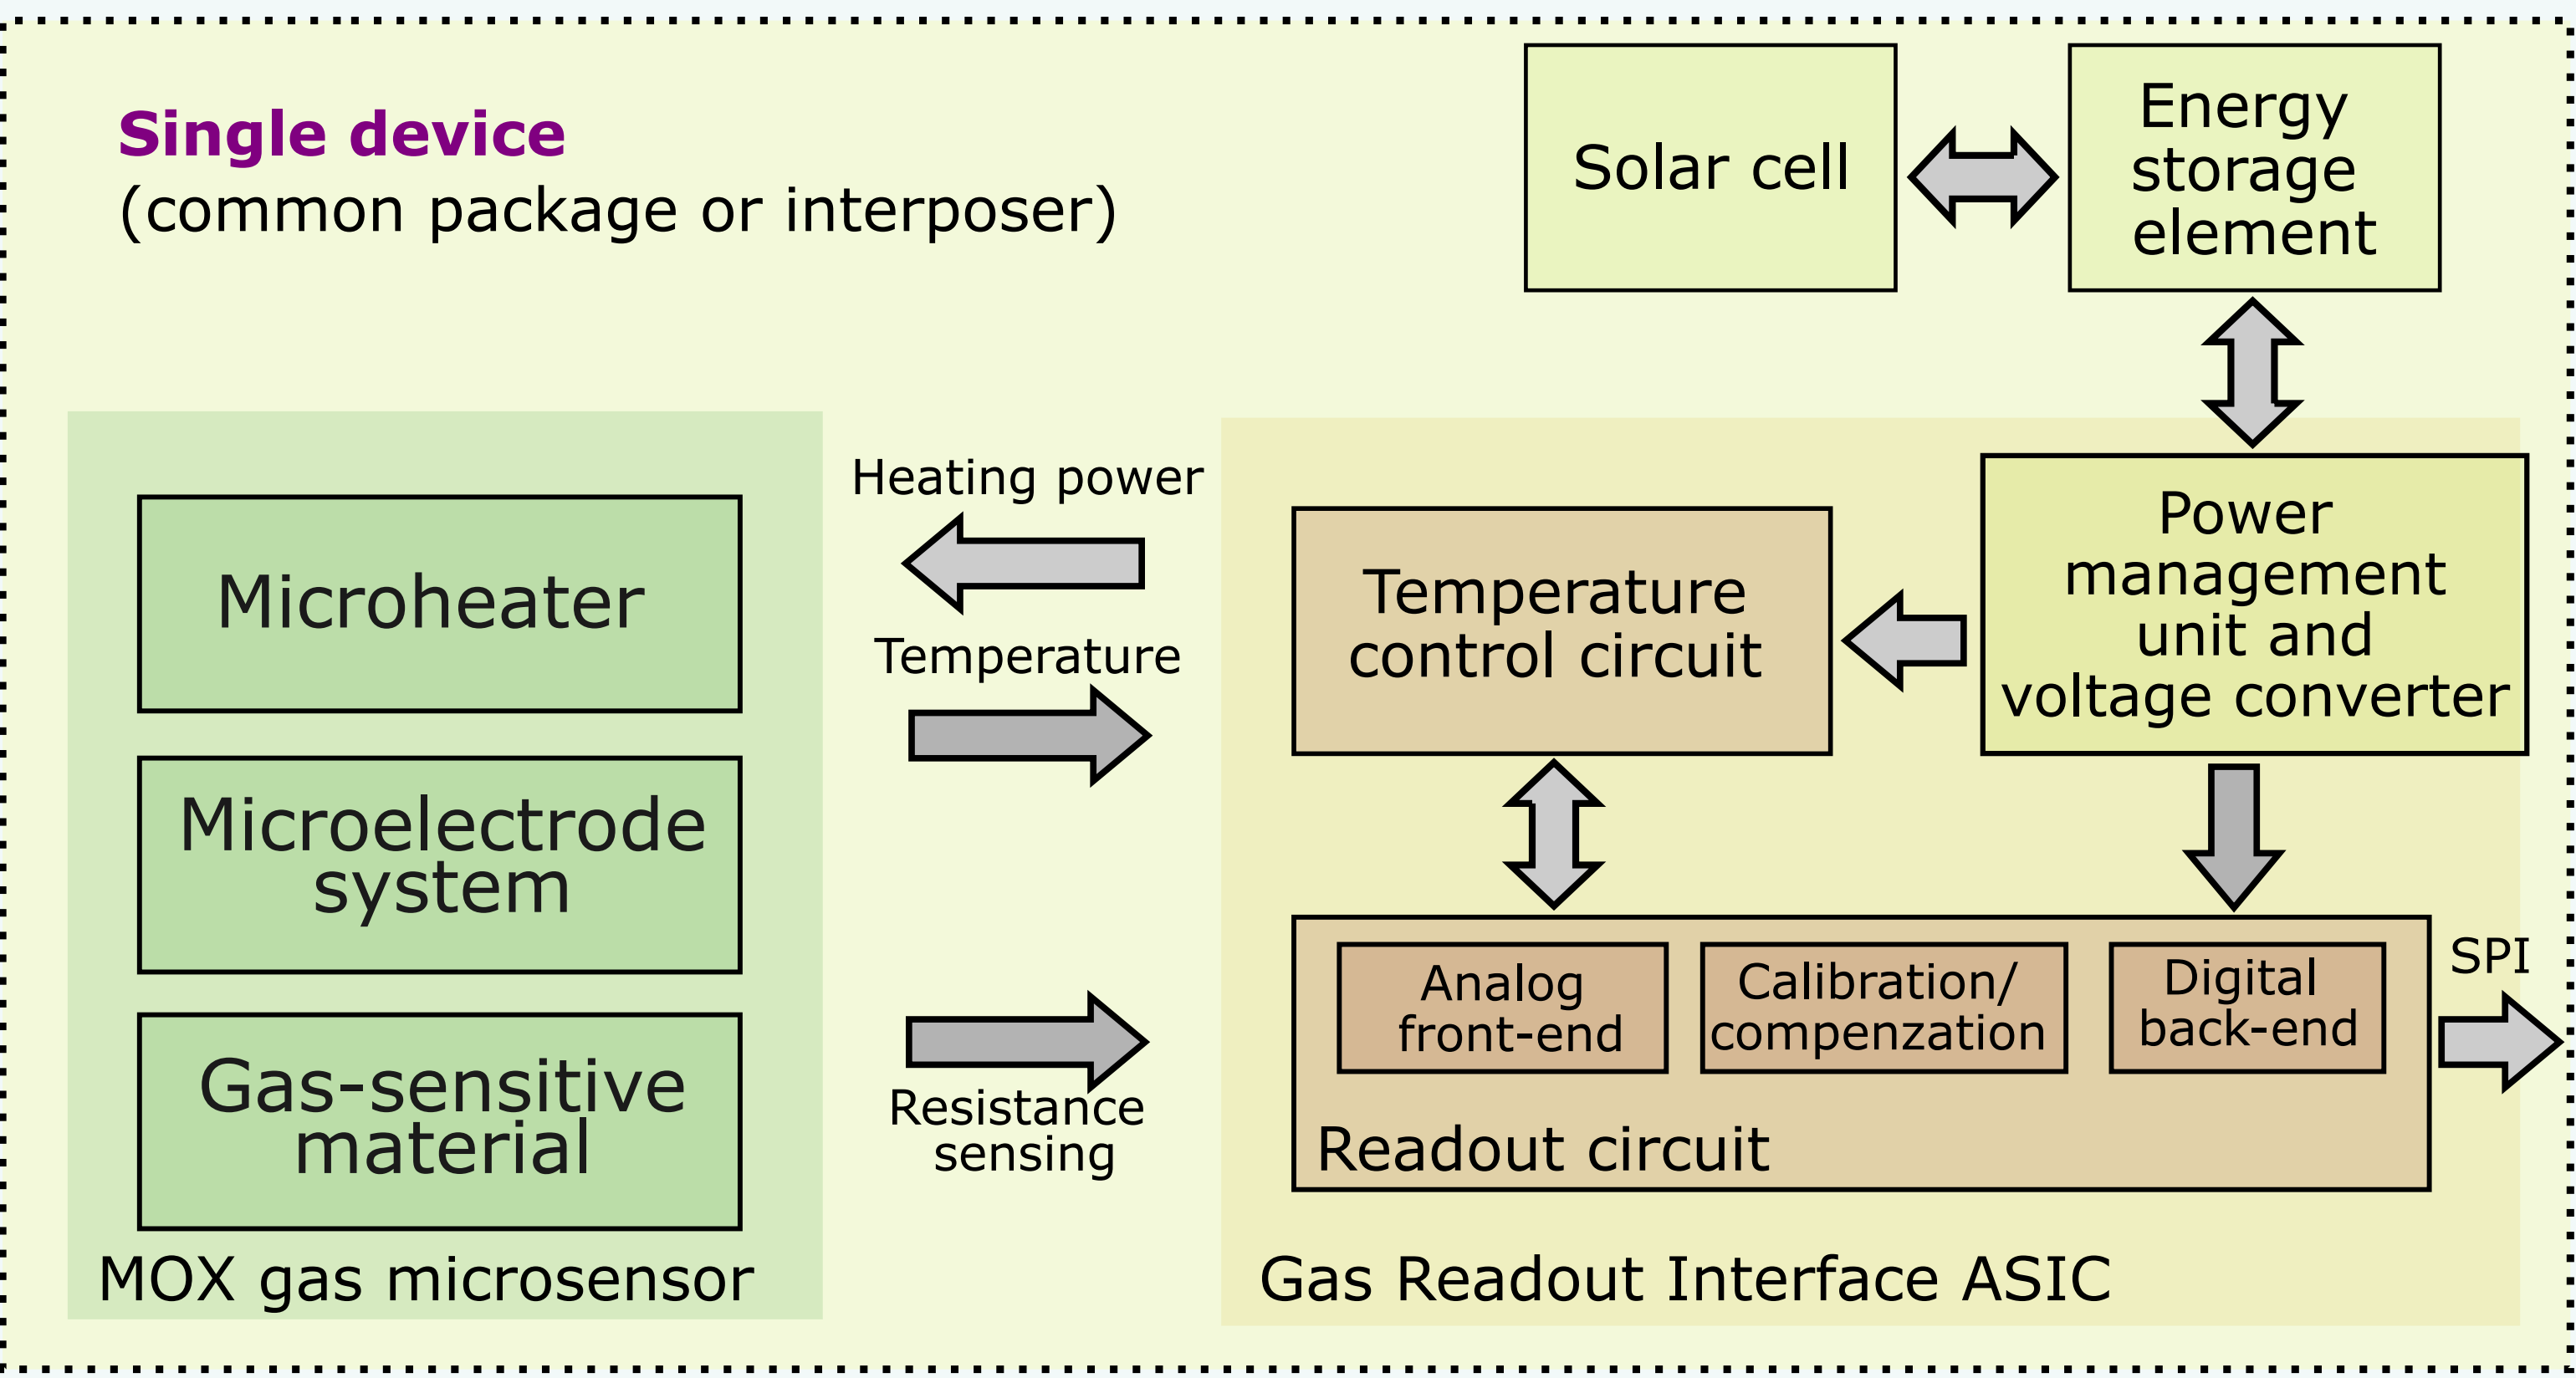 Single device
(common package or interposer)
Solar cell
Energy
storage
element
Heating power
Temperature
Resistance
sensing
Microheater
Microelectrode
system
Gas-sensitive
material
MOX gas microsensor
Temperature
control circuit
Power
management
unit and
voltage converter
Analog
front-end
Calibration/
compenzation
Digital
back-end
Readout circuit
SPI
Gas Readout Interface ASIC